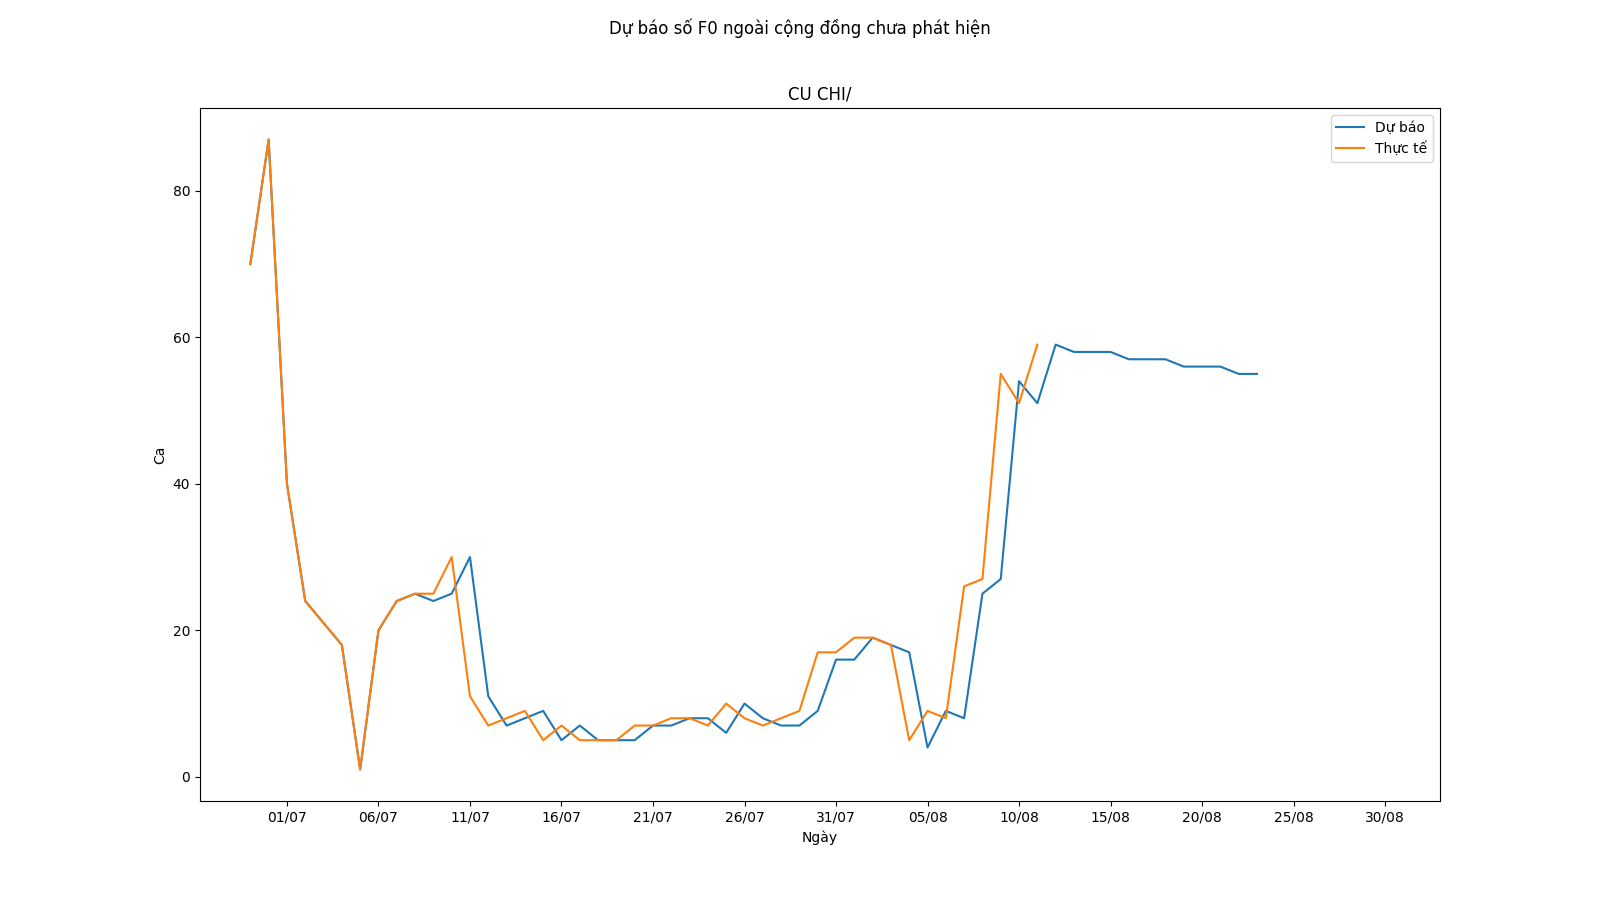 Dự báo số F0 ngoài cộng đồng chưa phát hiện
CU CHI/
Dự báo
Thực tế
80
60
40
20
0
Ca
01/07 06/07 11/07 16/07 21/07 26/07 31/07 05/08 10/08 15/08 20/08 25/08 30/08
Ngày